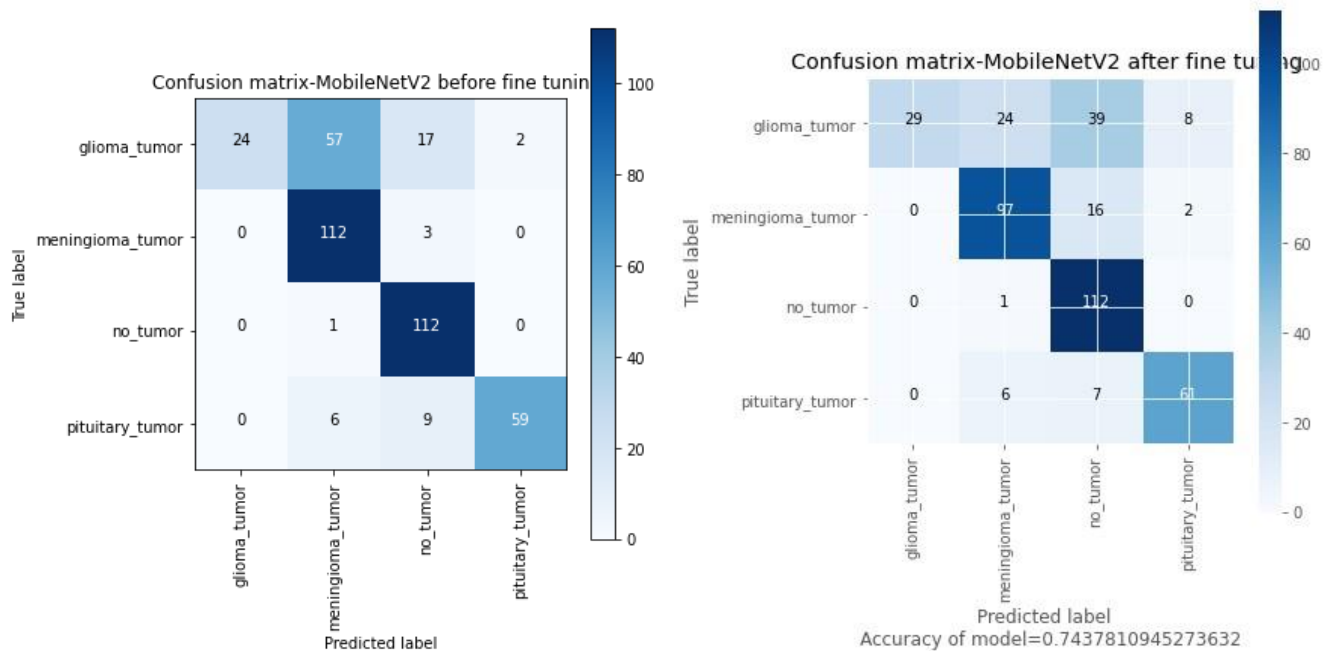 Confusion matrix-MobileNetV2 before fine tunin
glioma_tumor 24 57 17 2
meningioma_tumor 0 112 3 0
no_tumor 0 1 112 0
pituitary_tumor 0 6 9 59
True label
glioma_tumor
meningioma_tumor
no_tumor
pituitary_tumor
Predicted label
100
80
60
40
20
0
Confusion matrix-MobileNetV2 after fine tuning
glioma_tumor 29 24 39 8
meningioma_tumor 0 97 16 2
no_tumor 0 1 112 0
pituitary_tumor 0 6 7 61
True label
glioma_tumor
meningioma_tumor
no_tumor
pituitary_tumor
Predicted label
Accuracy of model=0.7437810945273632
100
80
60
40
20
0